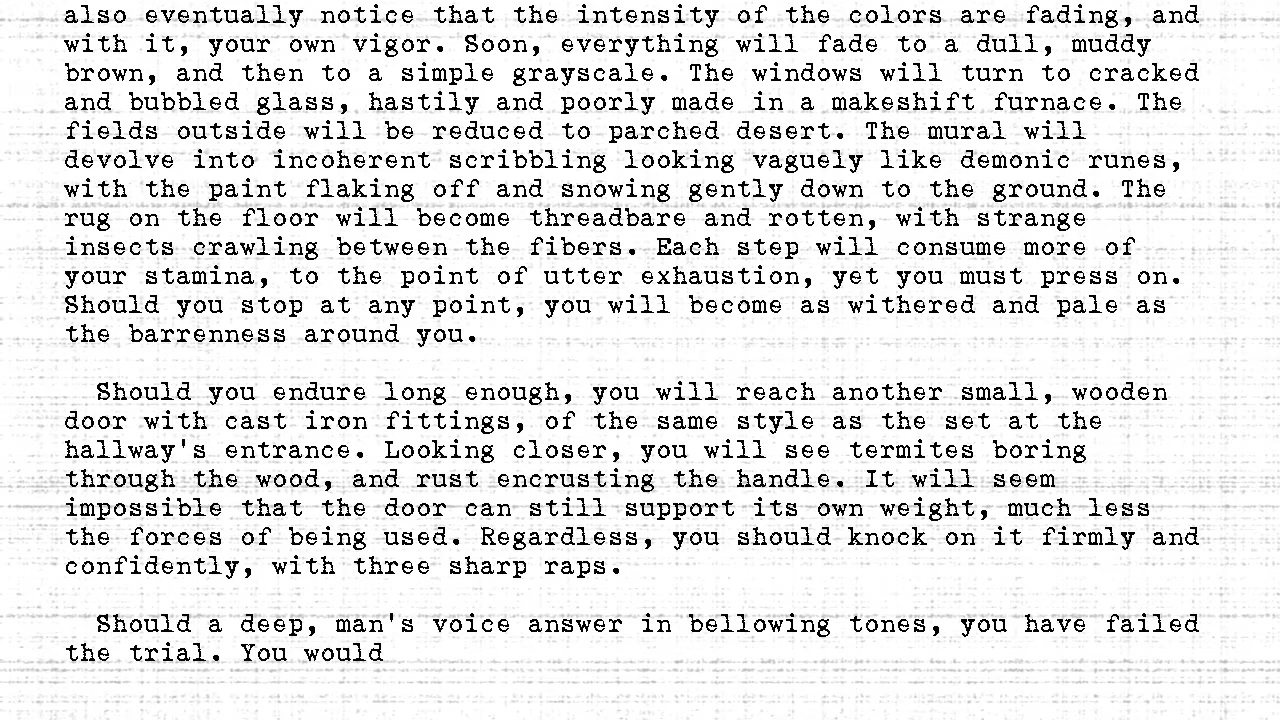 also eventually notice that the intensity of the colors are fading, and
with it, your own vigor. Soon, everything will fade to a dull, muddy
brown, and then to a simple grayscale. The windows will turn to cracked
and bubbled glass, hastily and poorly made in a makeshift furnace. The
fields outside will be reduced to parched desert. The mural will
devolve into incoherent scribbling looking vaguely like demonic runes,
with the paint flaking off and snowing gently down to the ground. The
rug on the floor will become threadbare and rotten, with strange
insects crawling between the fibers. Each step will consume more of
your stamina, to the point of utter exhaustion, yet you must press on.
Should you stop at any point, you will become as withered and pale as
the barrenness around you.
Should you endure long enough, you will reach another small, wooden
door with cast iron fittings, of the same style as the set at the
hallway's entrance. Looking closer, you will see termites boring
through the wood, and rust encrusting the handle. It will seem
impossible that the door can still support its own weight, much less
the forces of being used. Regardless, you should knock on it firmly and
confidently, with three sharp raps.
Should a deep, man's voice answer in bellowing tones, you have failed
the trial. You would